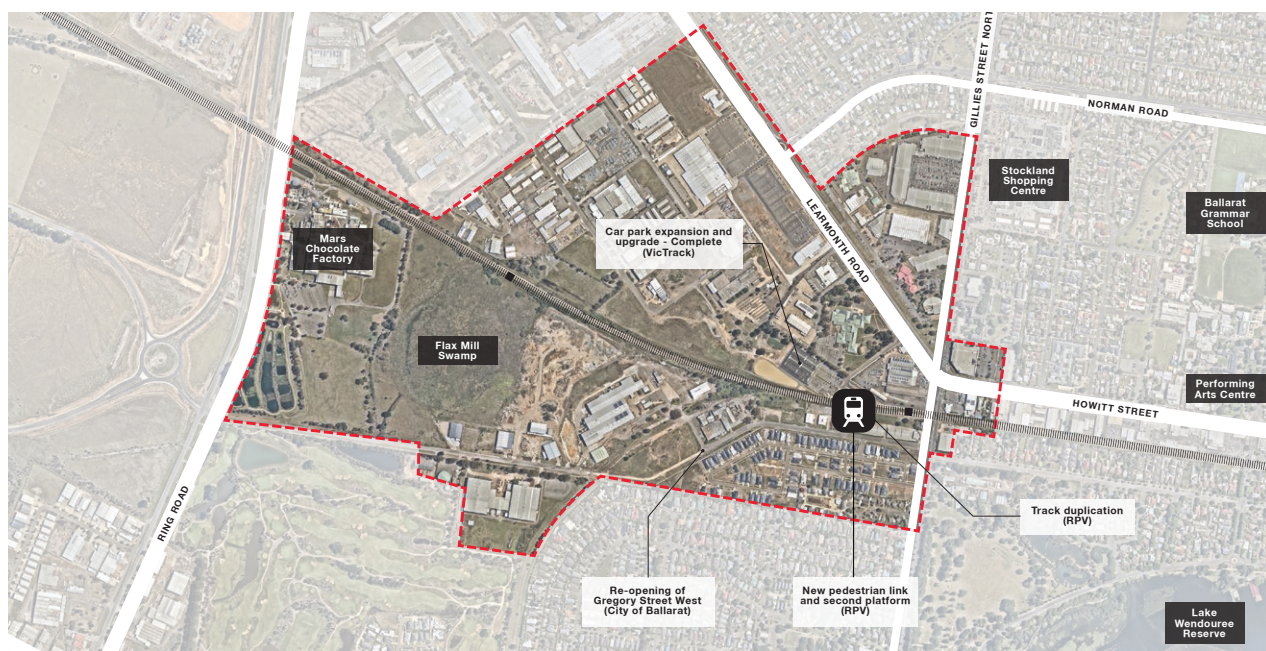 GILLIES STREET NORT
NORMAN ROAD
Stockland
Shopping
Centre
Ballarat
Grammar
School
LEARMONTH ROAD
Car park expansion and
upgrade - Complete
(VicTrack)
Mars
Chocolate
Factory
Flax Mill
Swamp
Performing
Arts Centre
HOWITT STREET
RING ROAD
Track duplication
(RPV)
Re-opening of
Gregory Street West
(City of Ballarat)
New pedestrian link
and second platform
(RPV)
Lake
Wendouree
Reserve